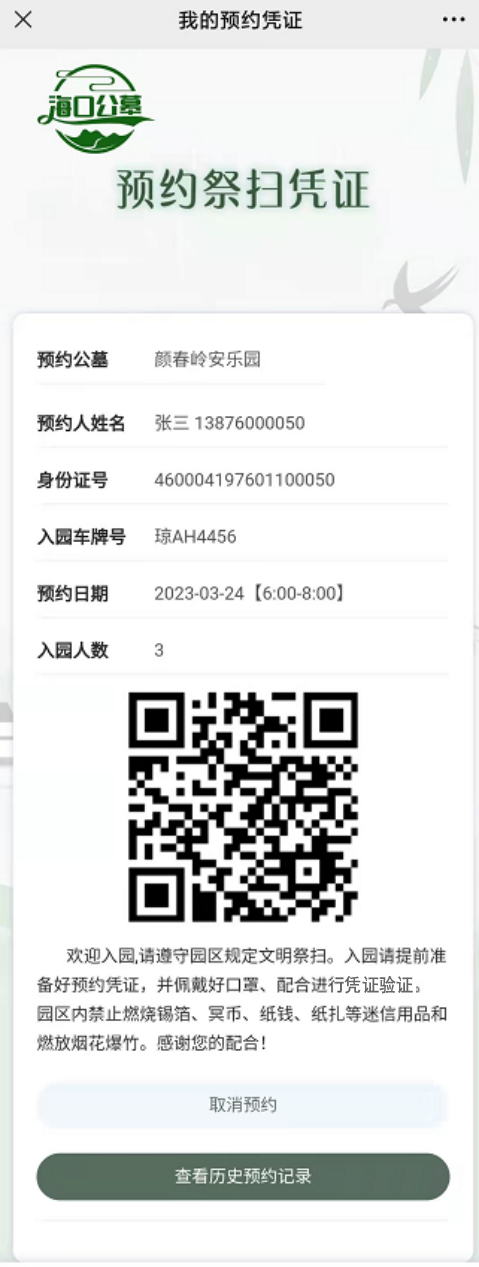 我的预约凭证
海口公墓
预约祭扫凭证
预约公墓 颜春岭安乐园
预约人姓名 张三 13876000050
身份证号 460004197601100050
入园车牌号 琼AH4456
预约日期 2023-03-24【6:00-8:00】
入园人数 3
欢迎入园,请遵守园区规定文明祭扫。入园请提前准
备好预约凭证，并佩戴好口罩、配合进行凭证验证。
园区内禁止燃烧锡箔、冥币、纸钱、纸扎等迷信用品和
燃放烟花爆竹。感谢您的配合！
取消预约
查看历史预约记录